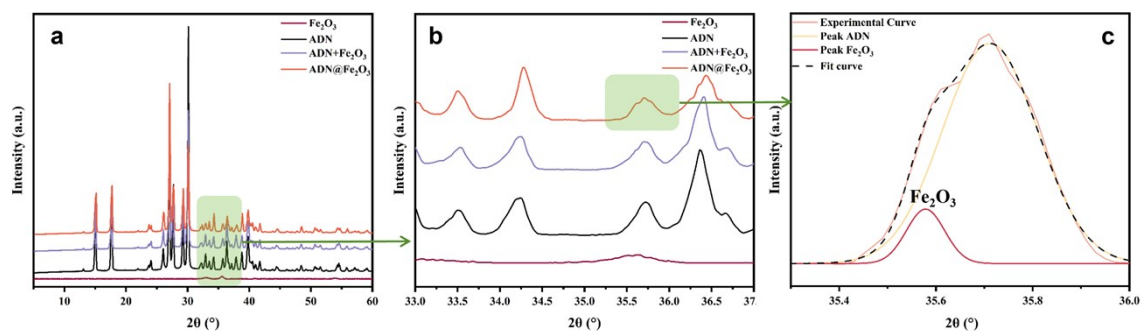 a
Fe₂O₃
ADN
ADN+Fe₂O₃
ADN@Fe₂O₃
Intensity (a.u.)
5 10 20 30 40 50 60
2θ (°)
b
Fe₂O₃
ADN
ADN+Fe₂O₃
ADN@Fe₂O₃
Intensity (a.u.)
33.0 33.5 34.0 34.5 35.0 35.5 36.0 36.5 37
2θ (°)
c
Experimental Curve
Peak ADN
Peak Fe₂O₃
Fit curve
Fe₂O₃
Intensity (a.u.)
35.4 35.6 35.8 36.0
2θ (°)